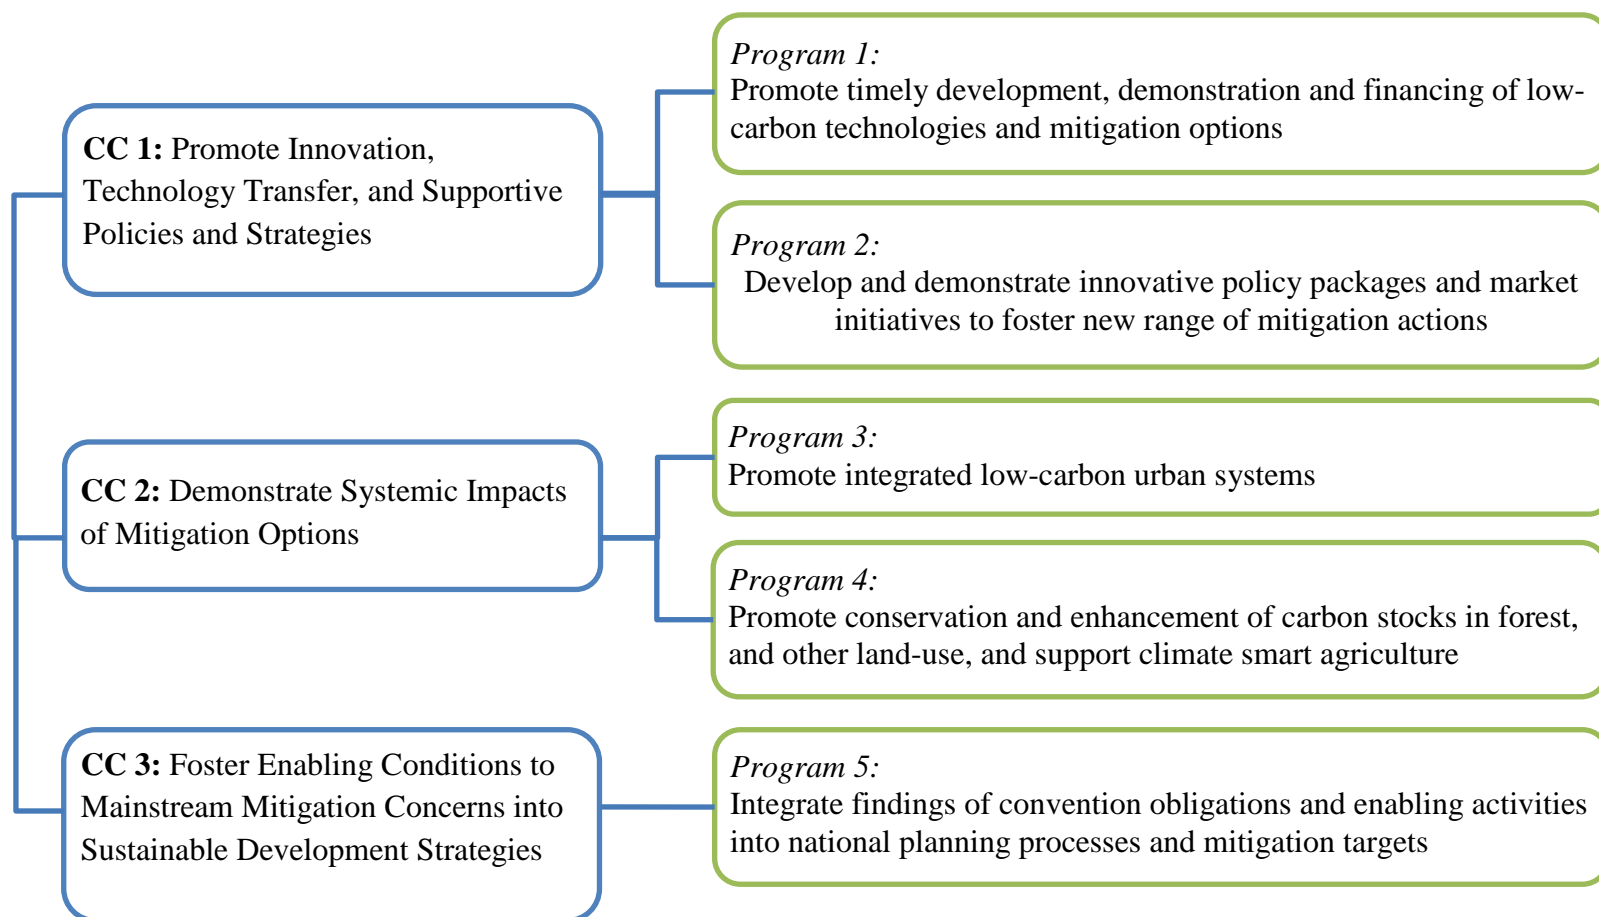 CC 1: Promote Innovation,
Technology Transfer, and Supportive
Policies and Strategies
Program 1:
Promote timely development, demonstration and financing of low-
carbon technologies and mitigation options
Program 2:
Develop and demonstrate innovative policy packages and market
initiatives to foster new range of mitigation actions
CC 2: Demonstrate Systemic Impacts
of Mitigation Options
Program 3:
Promote integrated low-carbon urban systems
Program 4:
Promote conservation and enhancement of carbon stocks in forest,
and other land-use, and support climate smart agriculture
CC 3: Foster Enabling Conditions to
Mainstream Mitigation Concerns into
Sustainable Development Strategies
Program 5:
Integrate findings of convention obligations and enabling activities
into national planning processes and mitigation targets